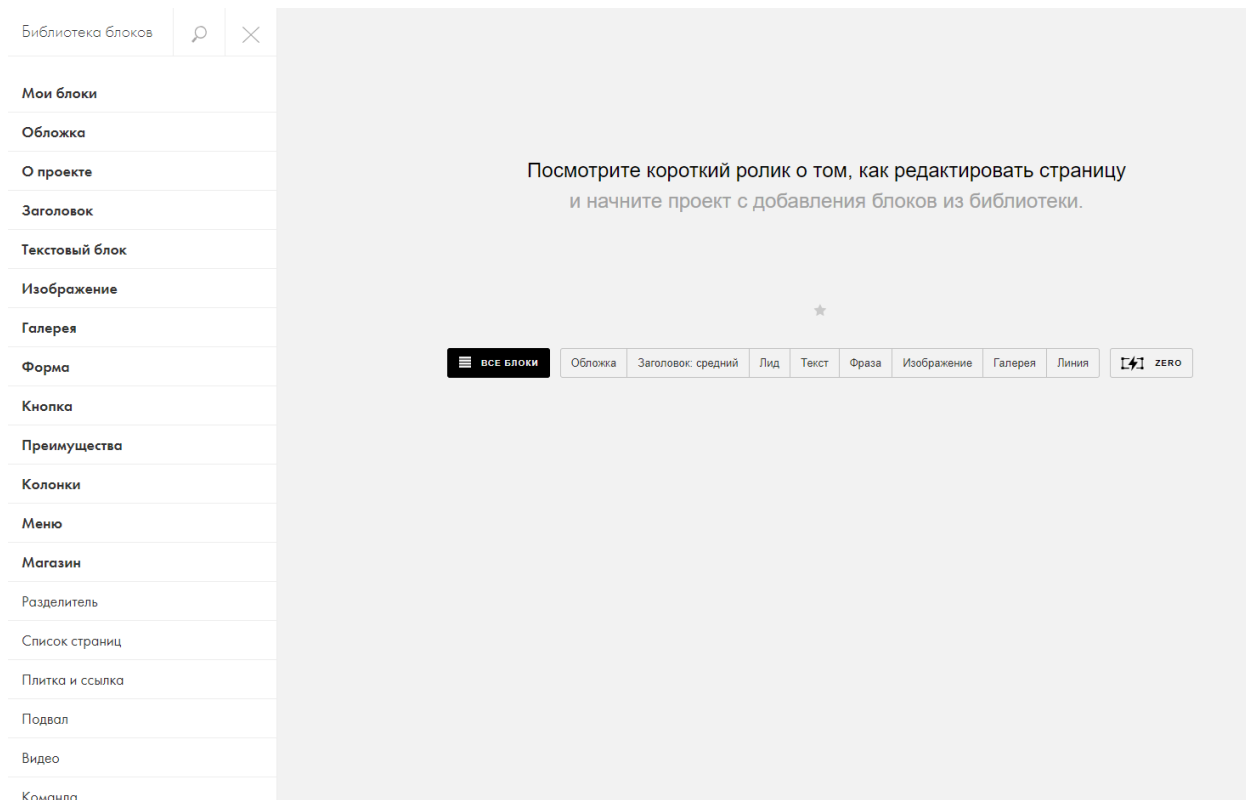 Библиотека блоков
Мои блоки
Обложка
О проекте
Заголовок
Текстовый блок
Изображение
Галерея
Форма
Кнопка
Преимущества
Колонки
Меню
Магазин
Разделитель
Список страниц
Плитка и ссылка
Подвал
Видео
Команда
Посмотрите короткий ролик о том, как редактировать страницу
и начните проект с добавления блоков из библиотеки.
ВСЕ БЛОКИ Обложка Заголовок: средний Лид Текст Фраза Изображение Галерея Линия ZERO